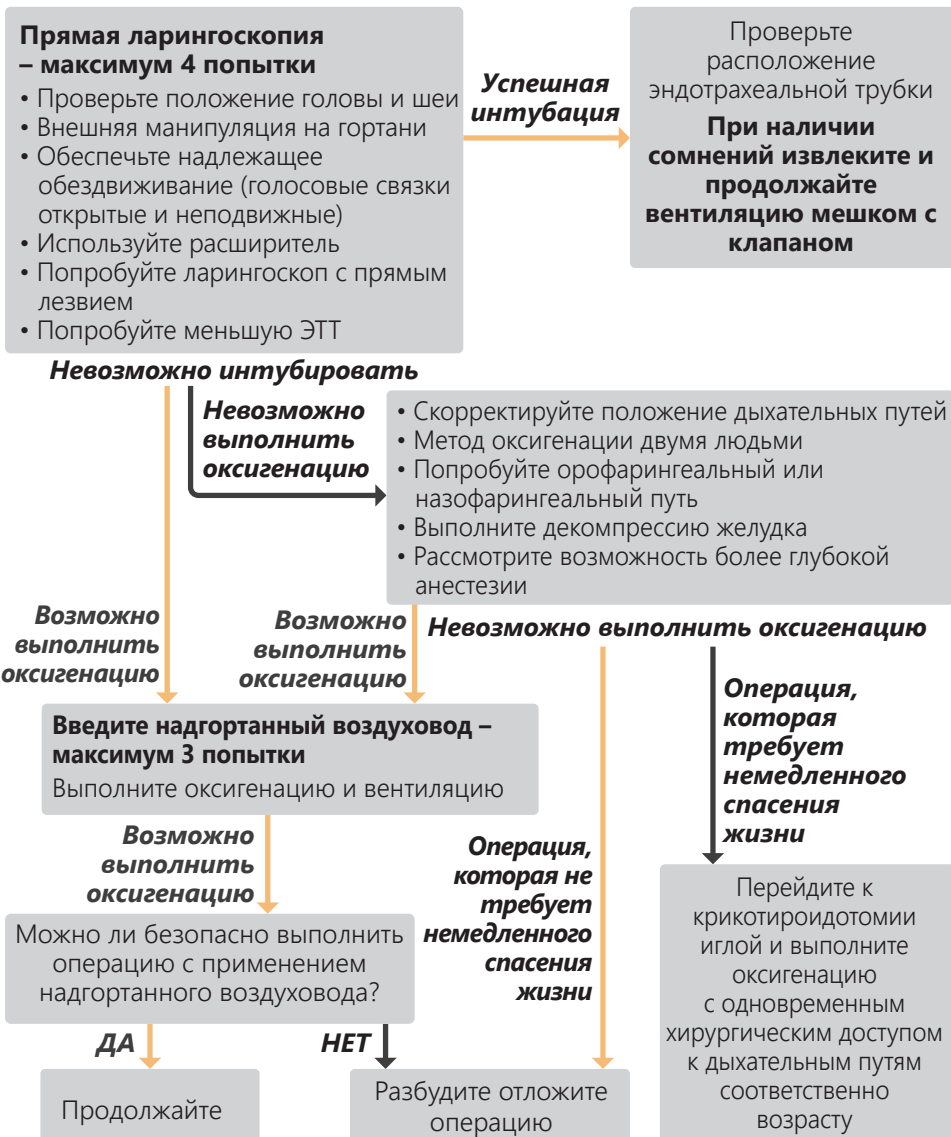 Прямая ларингоскопия
– максимум 4 попытки
• Проверьте положение головы и шеи
• Внешняя манипуляция на гортани
• Обеспечьте надлежащее
обездвиживание (голосовые связки
открытые и неподвижные)
• Используйте расширитель
• Попробуйте ларингоскоп с прямым
лезвием
• Попробуйте меньшую ЭТТ
Успешная
интубация
Проверьте
расположение
эндотрахеальной трубки
При наличии
сомнений извлеките и
продолжайте
вентиляцию мешком с
клапаном
Невозможно интубировать
Невозможно
выполнить
оксигенацию
• Скорректируйте положение дыхательных путей
• Метод оксигенации двумя людьми
• Попробуйте орофарингеальный или
назофарингеальный путь
• Выполните декомпрессию желудка
• Рассмотрите возможность более глубокой
анестезии
Возможно
выполнить
оксигенацию
Возможно
выполнить
оксигенацию
Невозможно выполнить оксигенацию
Введите надгортанный воздуховод –
максимум 3 попытки
Выполните оксигенацию и вентиляцию
Операция,
которая
требует
немедленного
спасения
жизни
Возможно
выполнить
оксигенацию
Операция,
которая не
требует
немедленного
спасения
жизни
Можно ли безопасно выполнить
операцию с применением
надгортанного воздуховода?
Перейдите к
крикотироидотомии
иглой и выполните
оксигенацию
с одновременным
хирургическим доступом
к дыхательным путям
соответственно
возрасту
ДА
НЕТ
Продолжайте
Разбудите отложите
операцию